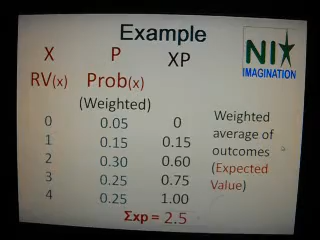 Example
X P XP
RV(x) Prob(x)
(Weighted)
0 0.05 0
1 0.15 0.15
2 0.30 0.60
3 0.25 0.75
4 0.25 1.00
Σxp = 2.5
Weighted
average of
outcomes
(Expected
Value)
NI
IMAGINATION